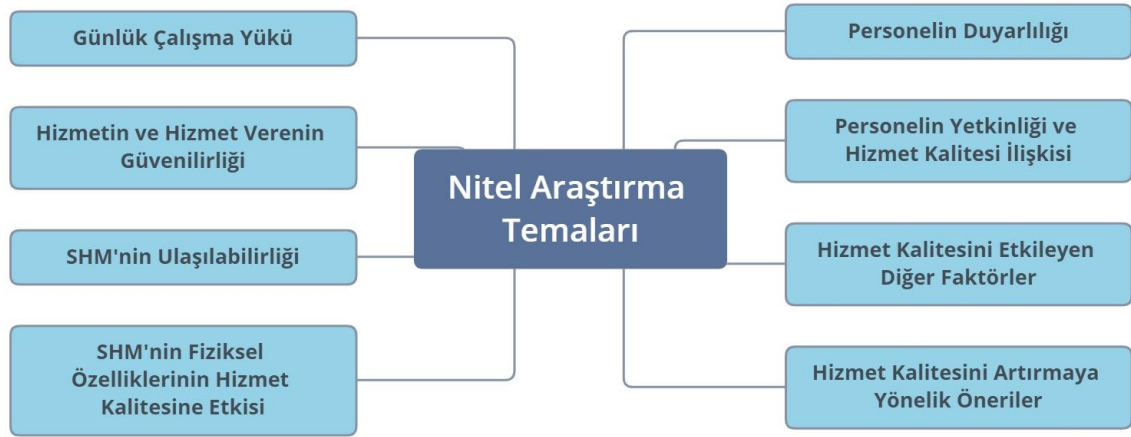 Günlük Çalışma Yükü
Hizmetin ve Hizmet Verenin
Güvenilirliği
SHM'nin Ulaşılabilirliği
SHM'nin Fiziksel
Özelliklerinin Hizmet
Kalitesine Etkisi
Nitel Araştırma
Temaları
Personelin Duyarlılığı
Personelin Yetkinliği ve
Hizmet Kalitesi İlişkisi
Hizmet Kalitesini Etkileyen
Diğer Faktörler
Hizmet Kalitesini Artırmaya
Yönelik Öneriler